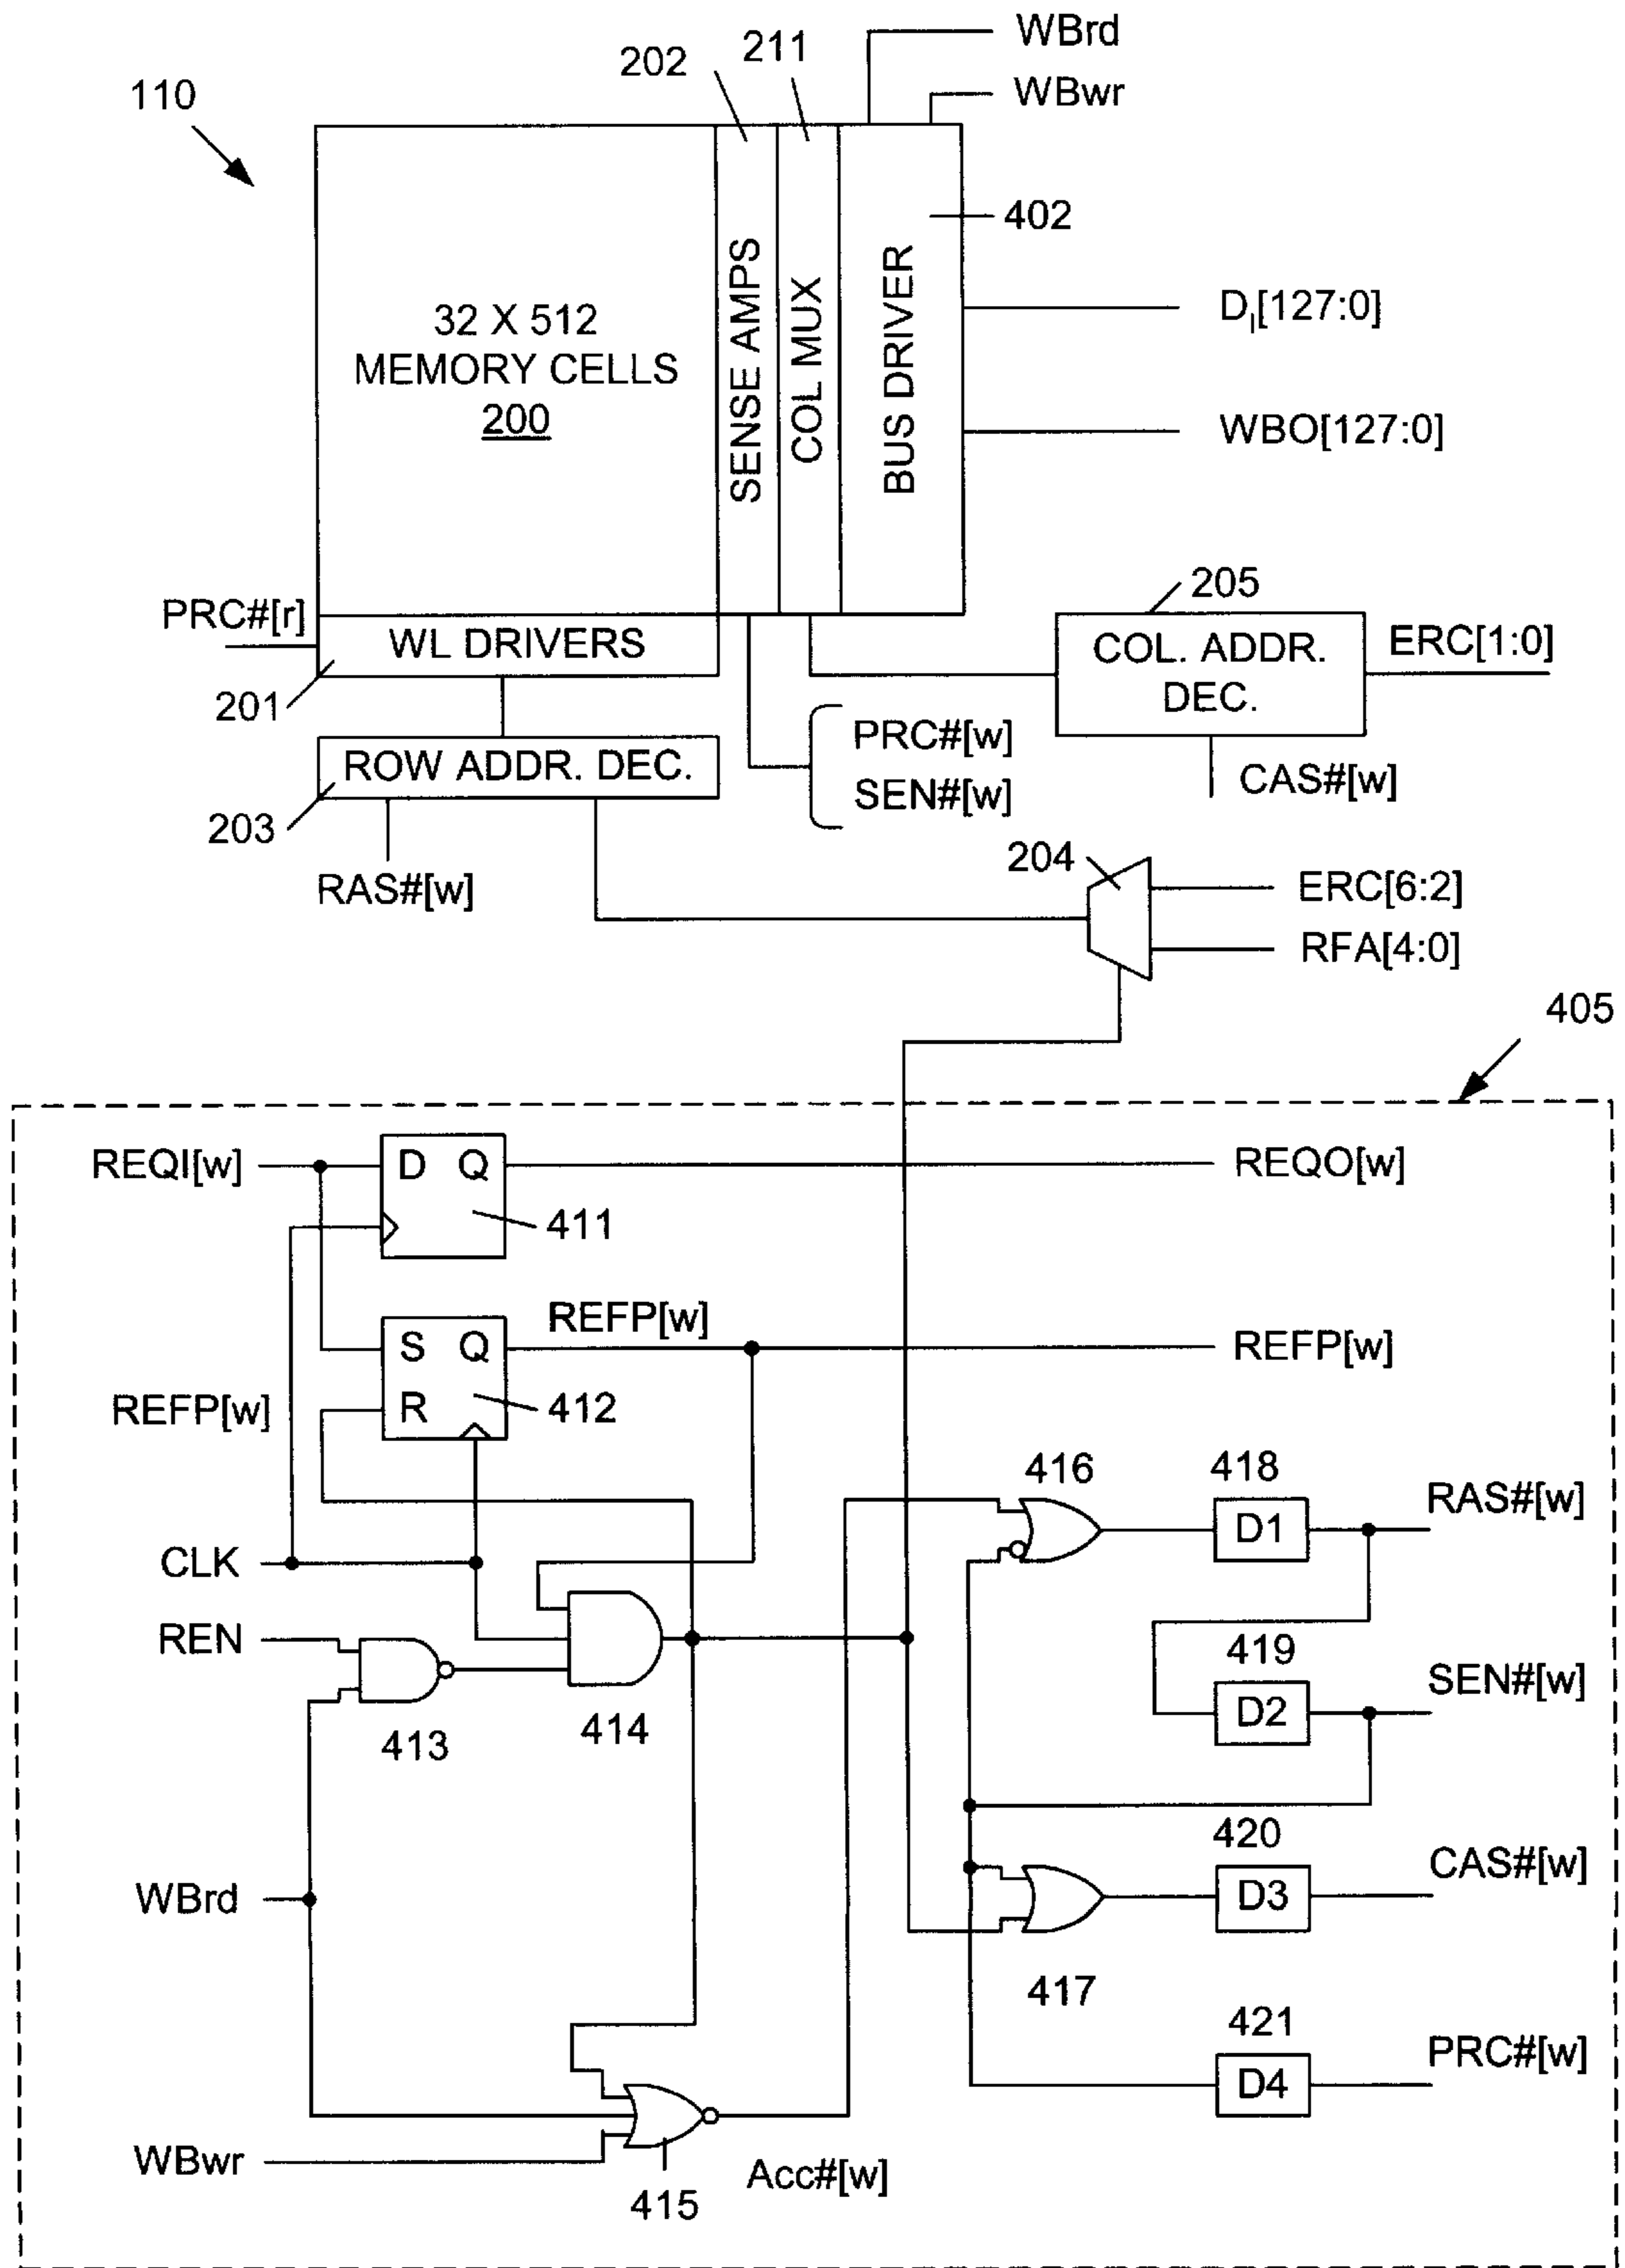 WBrd
211
202
WBwr
110
402
SENSE AMPS
COL MUX
BUS DRIVER
D_I[127:0]
32 X 512
MEMORY CELLS
200
WBO[127:0]
205
PRC#[r]
WL DRIVERS
COL. ADDR.
DEC.
ERC[1:0]
201
PRC#[w]
SEN#[w]
ROW ADDR. DEC.
CAS#[w]
203
RAS#[w]
204
ERC[6:2]
RFA[4:0]
405
REQI[w]
D Q
REQO[w]
411
REFP[w]
S Q
REFP[w]
R
412
REFP[w]
416
418
RAS#[w]
D1
CLK
REN
419
SEN#[w]
D2
413
414
420
CAS#[w]
WBrd
D3
417
421
PRC#[w]
D4
WBwr
Acc#[w]
415